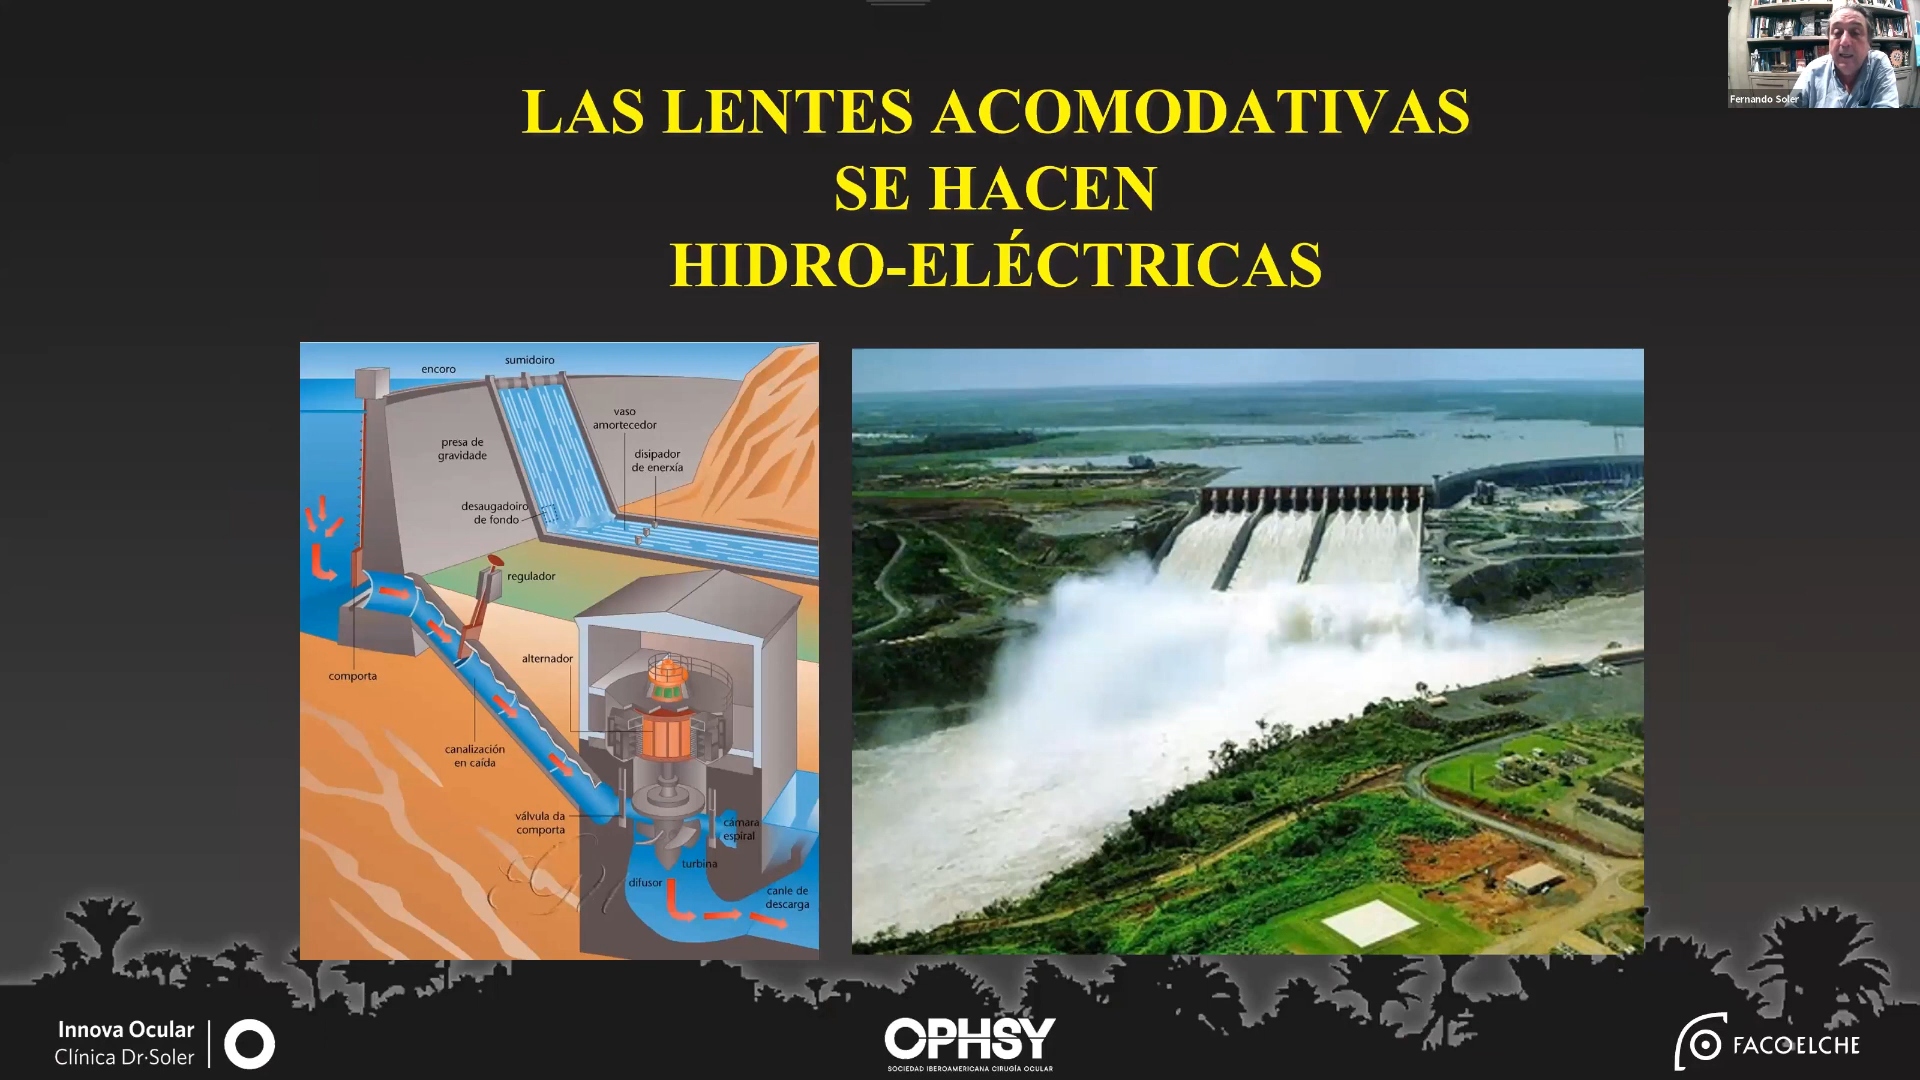 Fernando Soler
LAS LENTES ACOMODATIVAS
SE HACEN
HIDRO-ELÉCTRICAS
encoro
sumidoiro
vaso
amortecedor
presa de
gravidade
disipador
de enerxía
desaugadoiro
de fondo
regulador
alternador
comporta
canalización
en caída
válvula da
comporta
cámara
espiral
turbina
difusor
canle de
descarga
Innova Ocular
Clínica Dr·Soler
OPHSY
SOCIEDAD IBEROAMERICANA CIRUGÍA OCULAR
FACOELCHE